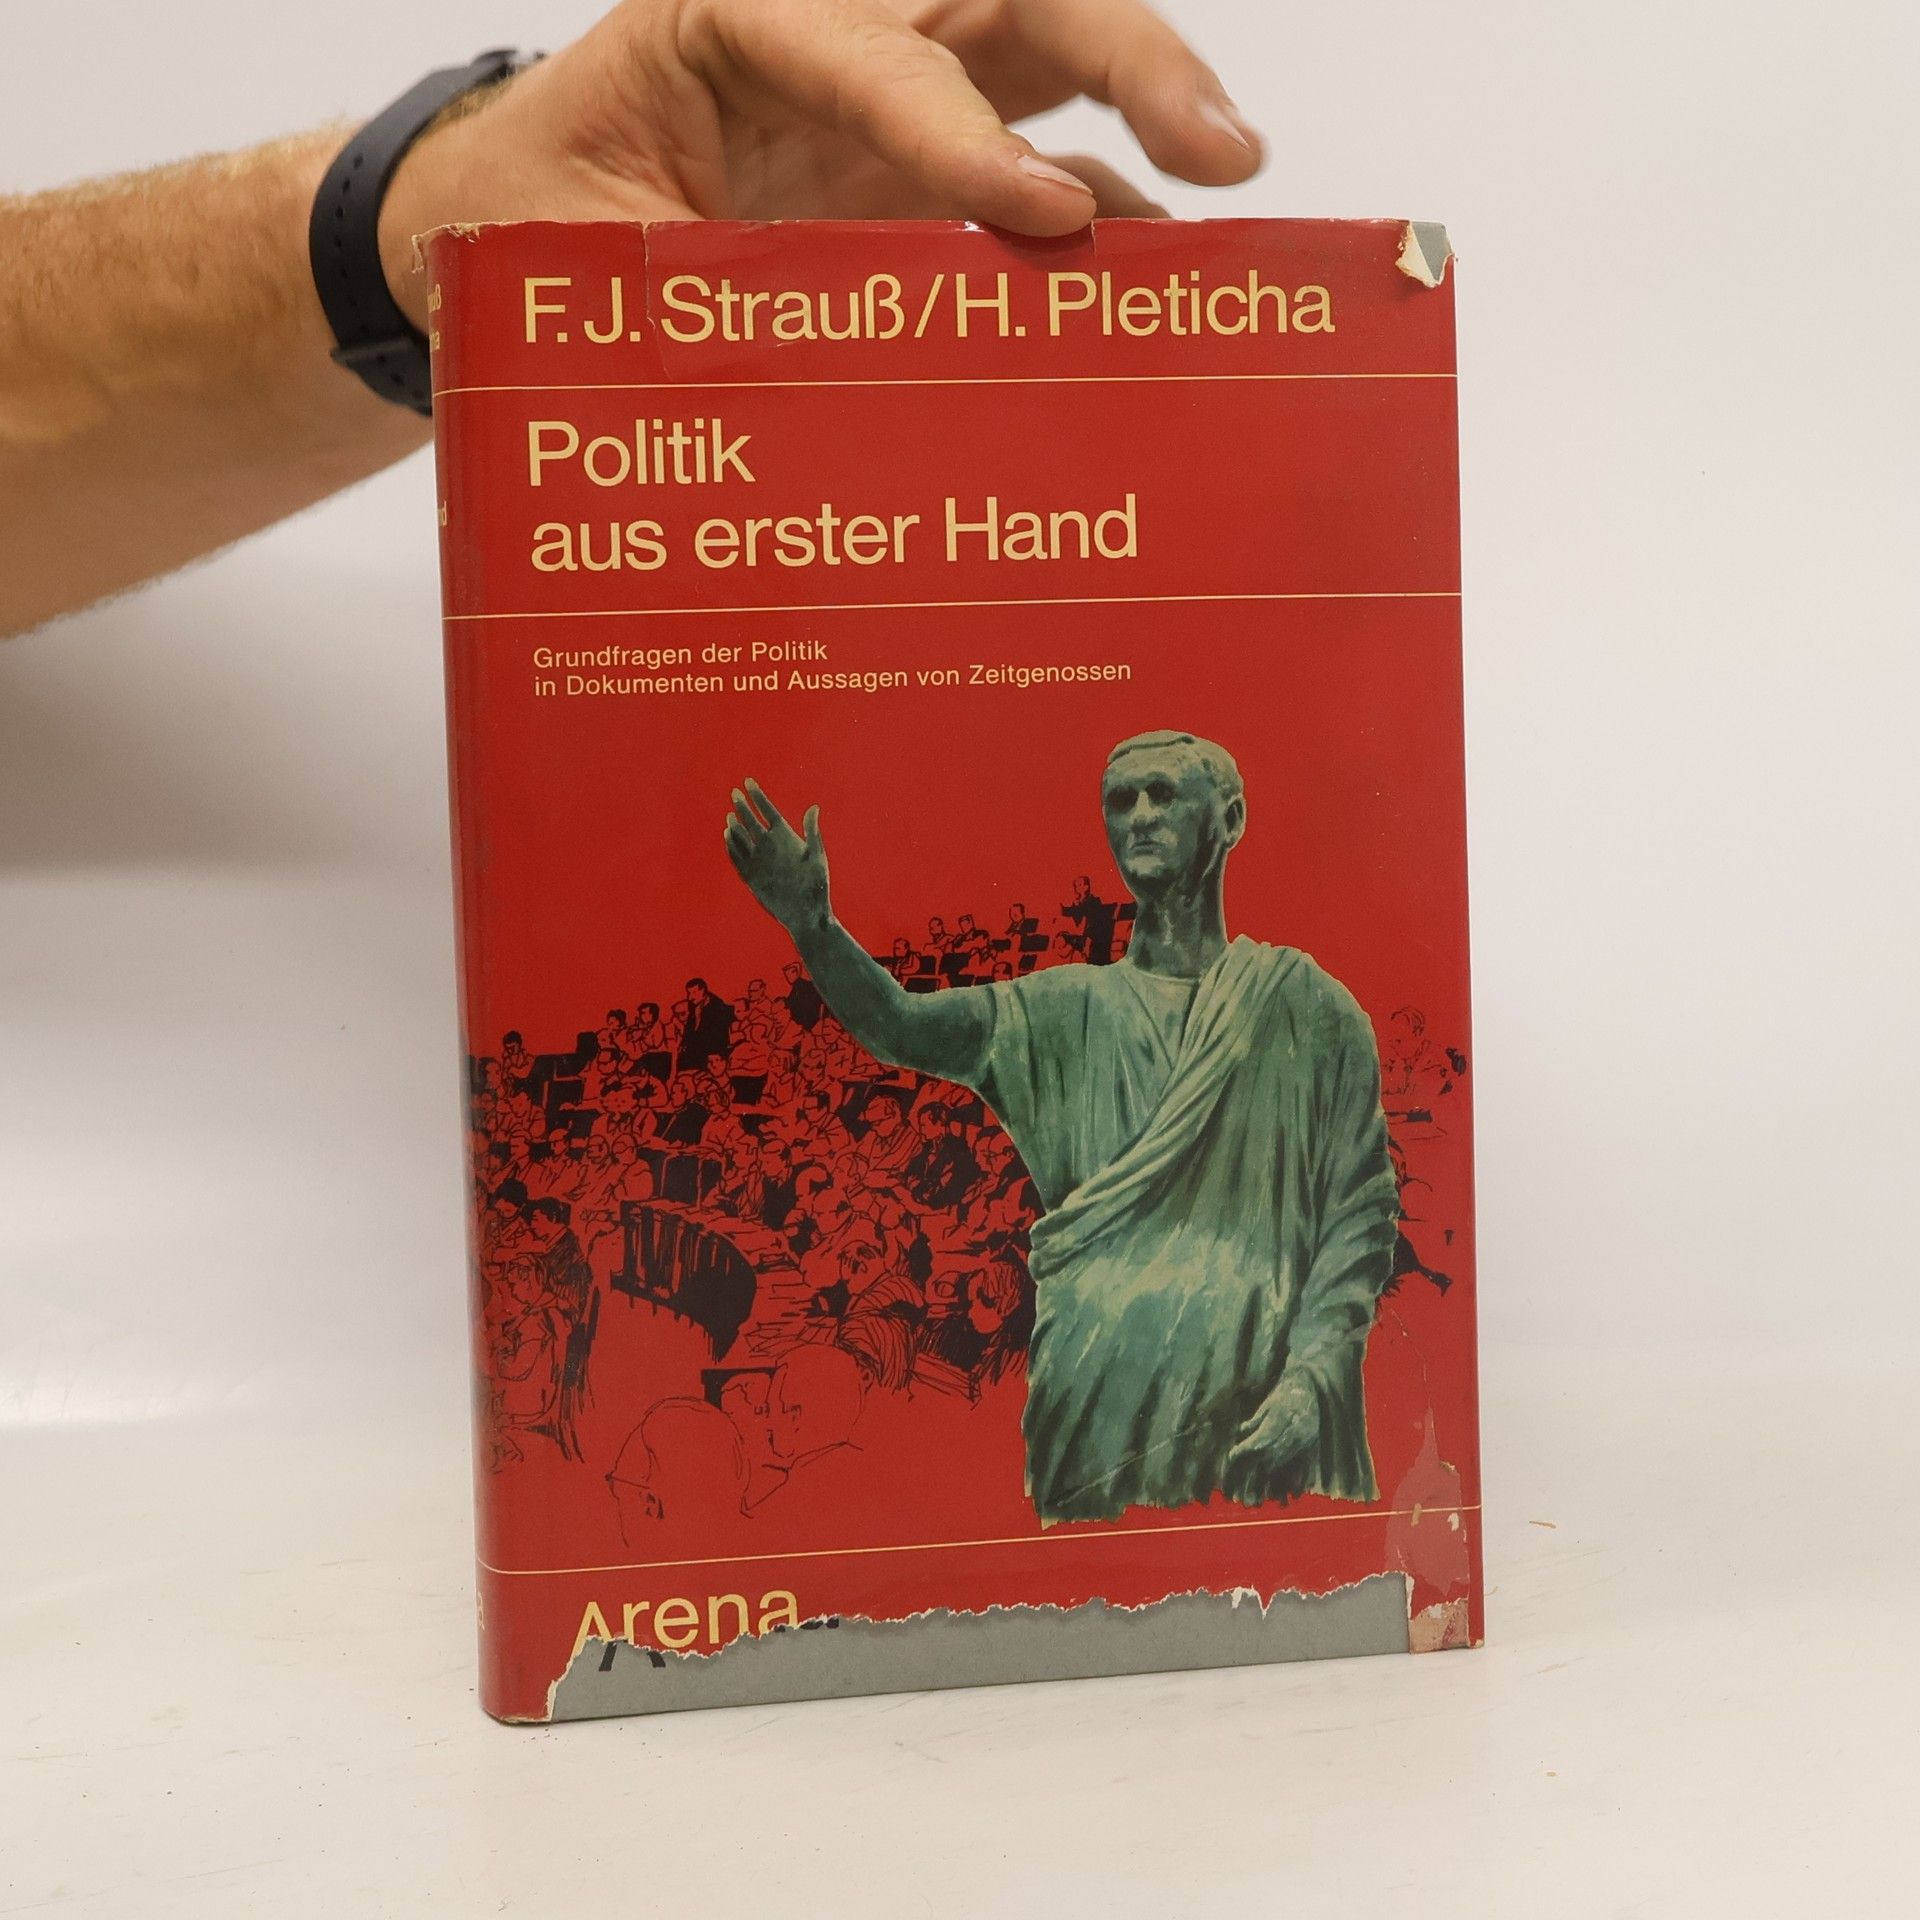 F. J. Strauß/H. Pleticha
Politik
aus erster Hand
Grundfragen der Politik
in Dokumenten und Aussagen von Zeitgenossen
Arena